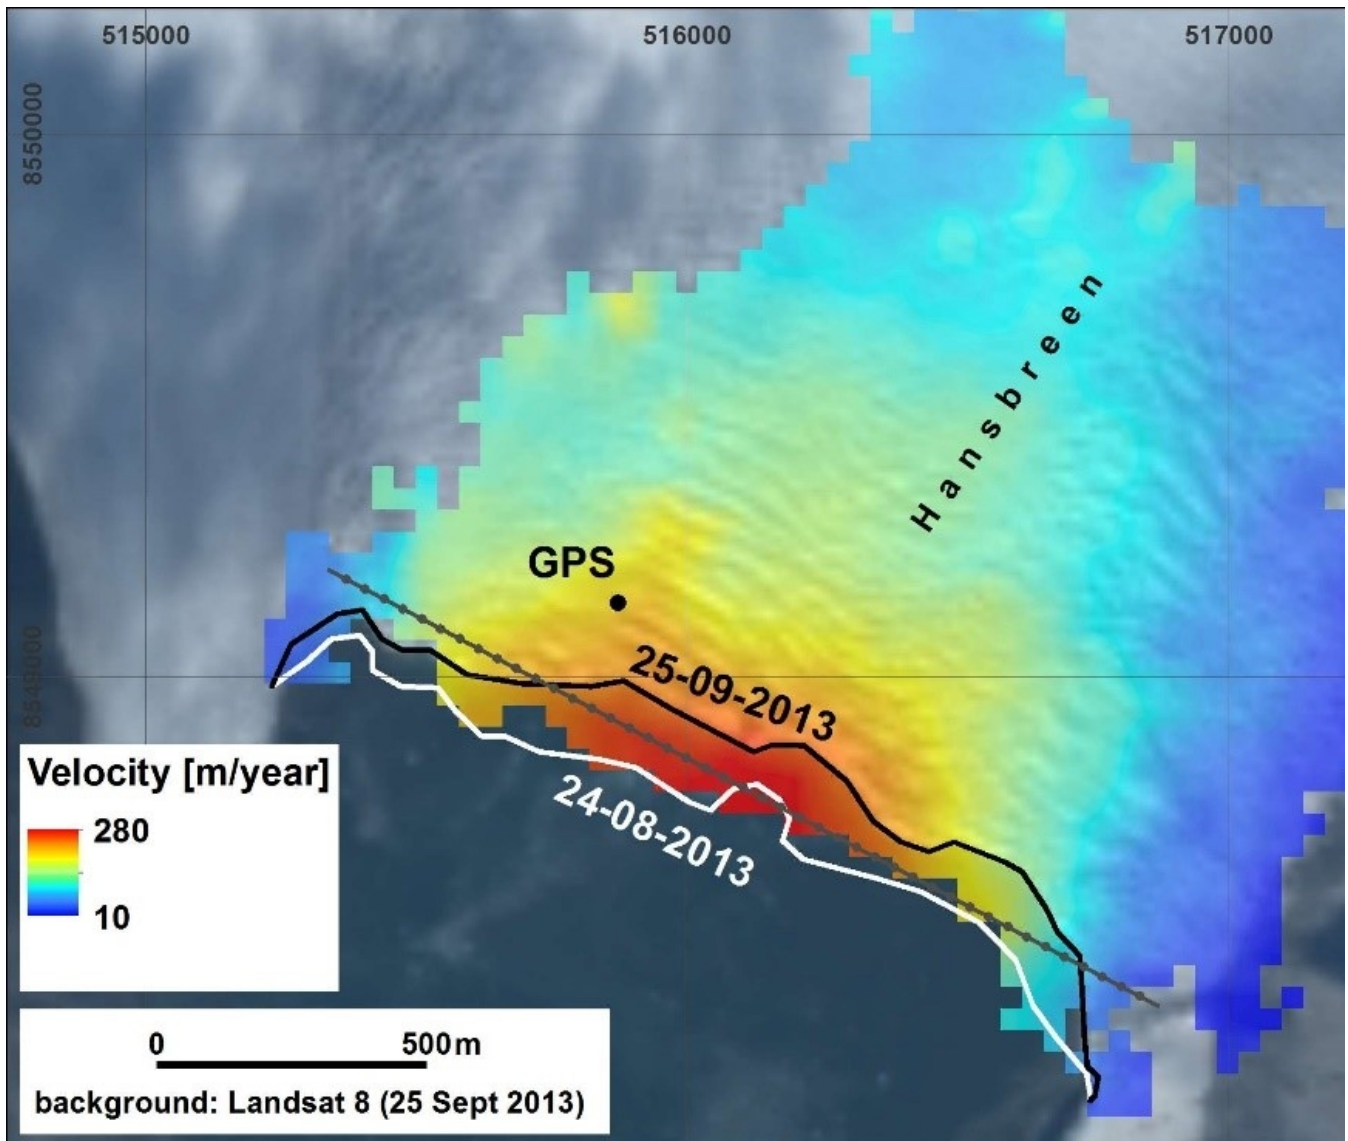 515000
516000
517000
8550000
8549000
Hansbreen
GPS
25-09-2013
24-08-2013
Velocity [m/year]
280
10
0
500m
background: Landsat 8 (25 Sept 2013)